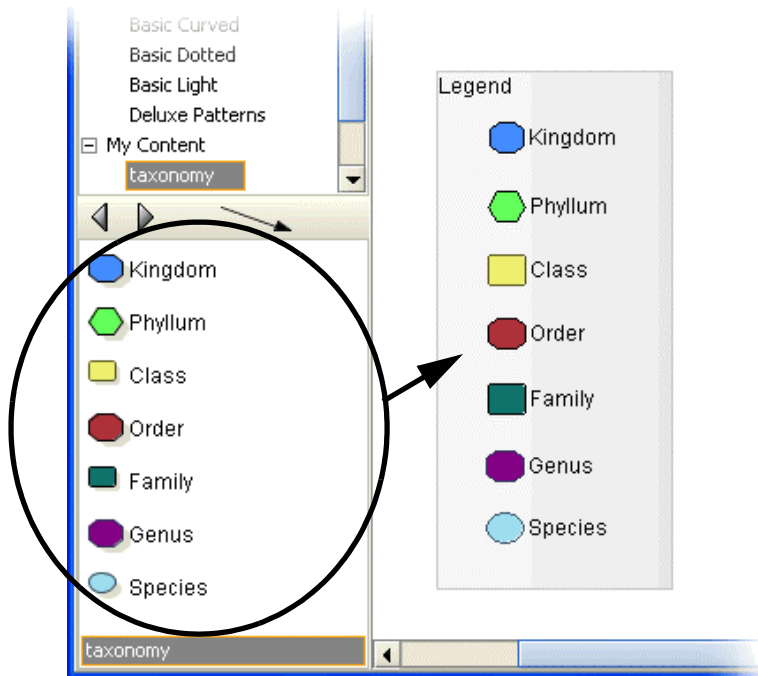 Basic Curved
Basic Dotted
Basic Light
Deluxe Patterns
My Content
taxonomy
Kingdom
Phyllum
Class
Order
Family
Genus
Species
taxonomy
Legend
Kingdom
Phyllum
Class
Order
Family
Genus
Species